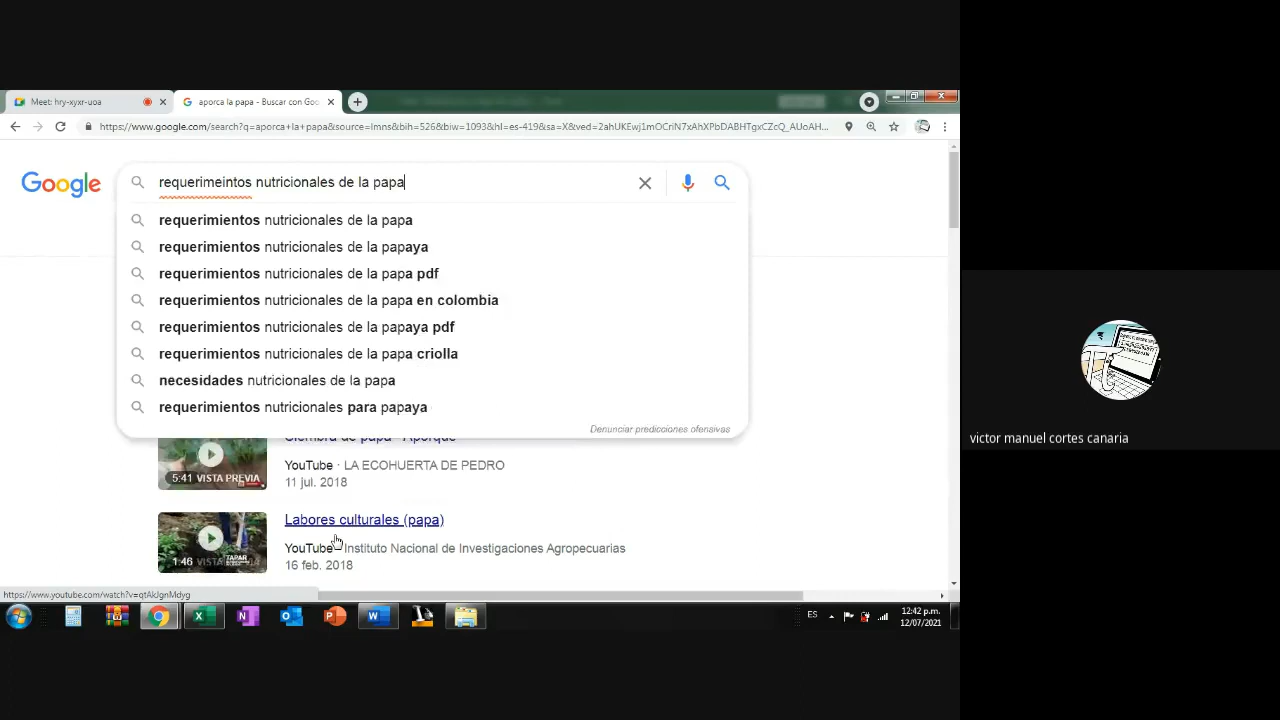 Meet: hry-xyxr-uoa
aporca la papa - Buscar con Goo
https://www.google.com/search?q=aporca+la+papa&source=lmns&bih=526&biw=1093&hl=es-419&sa=X&ved=2ahUKEwj1mOCriN7xAhXPbDABHTgxCZcQ_AUoAH...
Google
requerimeintos nutricionales de la papa
requerimientos nutricionales de la papa
requerimientos nutricionales de la papaya
requerimientos nutricionales de la papa pdf
requerimientos nutricionales de la papa en colombia
requerimientos nutricionales de la papaya pdf
requerimientos nutricionales de la papa criolla
necesidades nutricionales de la papa
requerimientos nutricionales para papaya
Denunciar predicciones ofensivas
Siembra de papa - Aporque
5:41 VISTA PREVIA
YouTube · LA ECOHUERTA DE PEDRO
11 jul. 2018
Labores culturales (papa)
TAPAR
1:46 VISTA PREVIA
YouTube · Instituto Nacional de Investigaciones Agropecuarias
16 feb. 2018
https://www.youtube.com/watch?v=qtAkJgnMdyg
ES
12:42 p.m.
12/07/2021
victor manuel cortes canaria